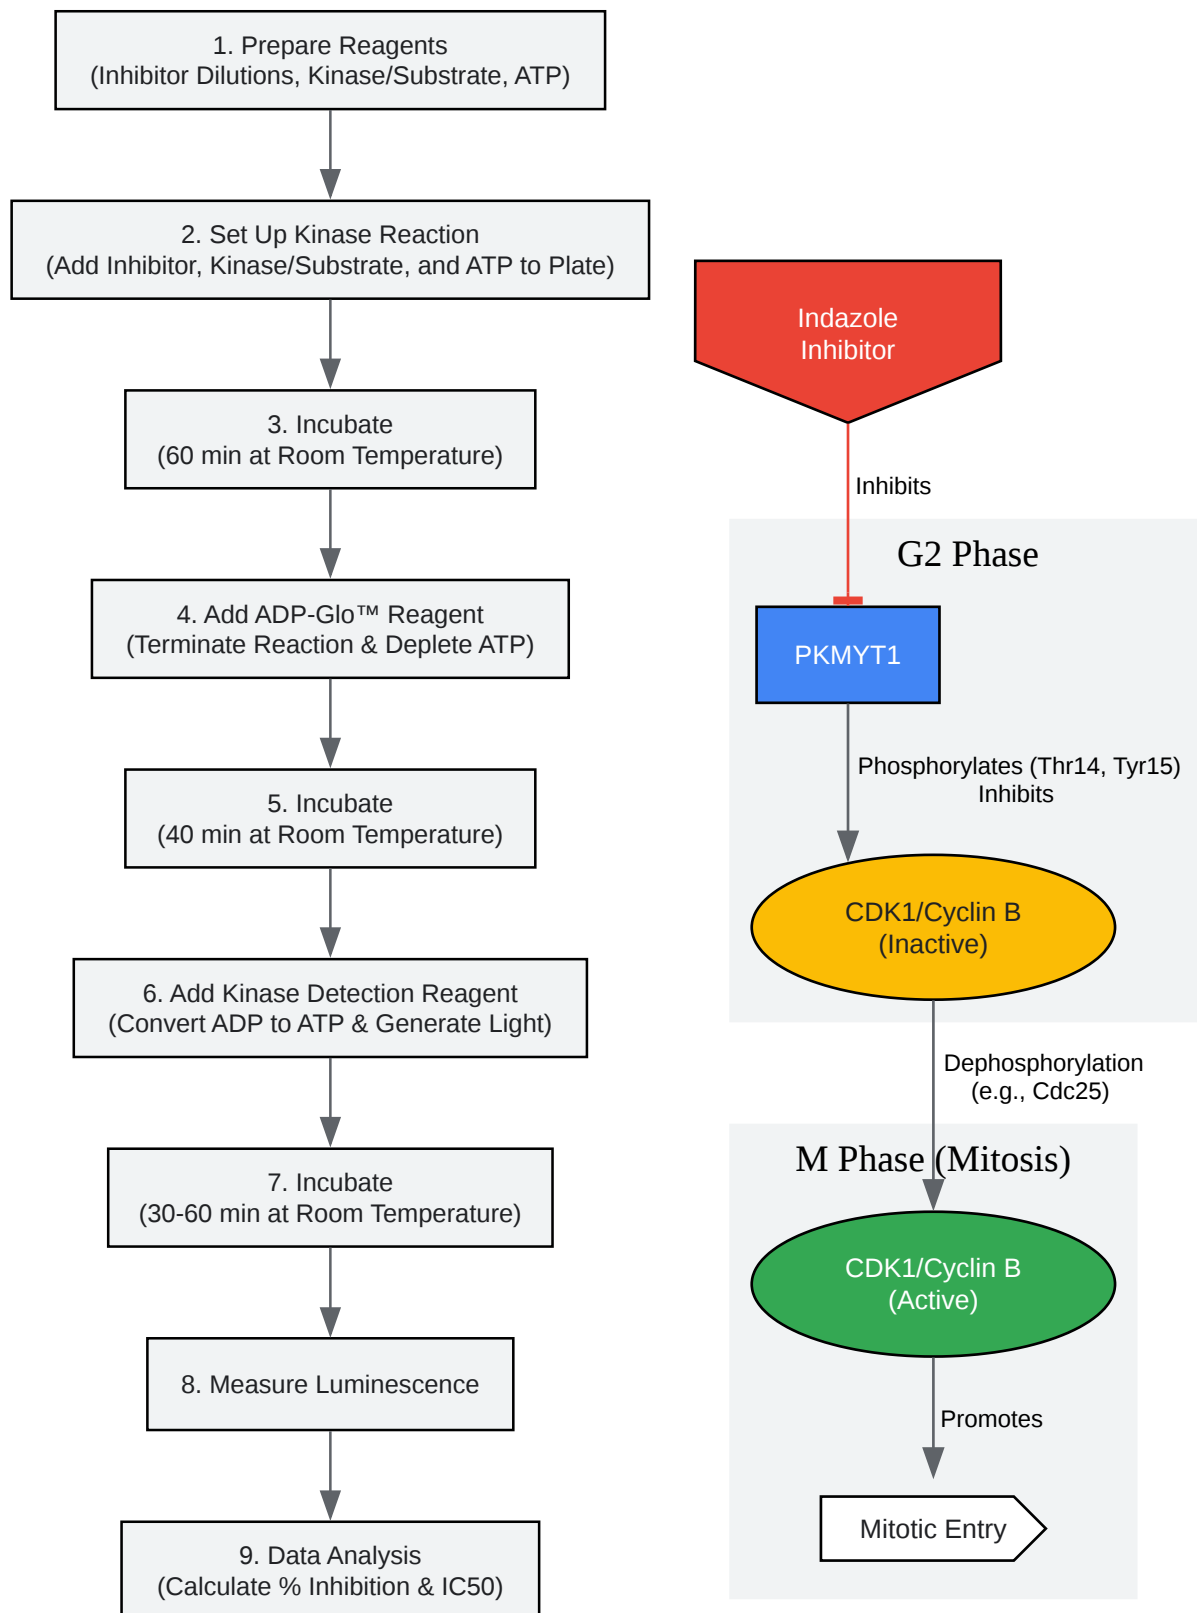 1. Prepare Reagents
(Inhibitor Dilutions, Kinase/Substrate, ATP)
2. Set Up Kinase Reaction
(Add Inhibitor, Kinase/Substrate, and ATP to Plate)
3. Incubate
(60 min at Room Temperature)
4. Add ADP-Glo™ Reagent
(Terminate Reaction & Deplete ATP)
5. Incubate
(40 min at Room Temperature)
6. Add Kinase Detection Reagent
(Convert ADP to ATP & Generate Light)
7. Incubate
(30-60 min at Room Temperature)
8. Measure Luminescence
9. Data Analysis
(Calculate % Inhibition & IC50)
Indazole
Inhibitor
Inhibits
G2 Phase
PKMYT1
Phosphorylates (Thr14, Tyr15)
Inhibits
CDK1/Cyclin B
(Inactive)
Dephosphorylation
(e.g., Cdc25)
M Phase (Mitosis)
CDK1/Cyclin B
(Active)
Promotes
Mitotic Entry